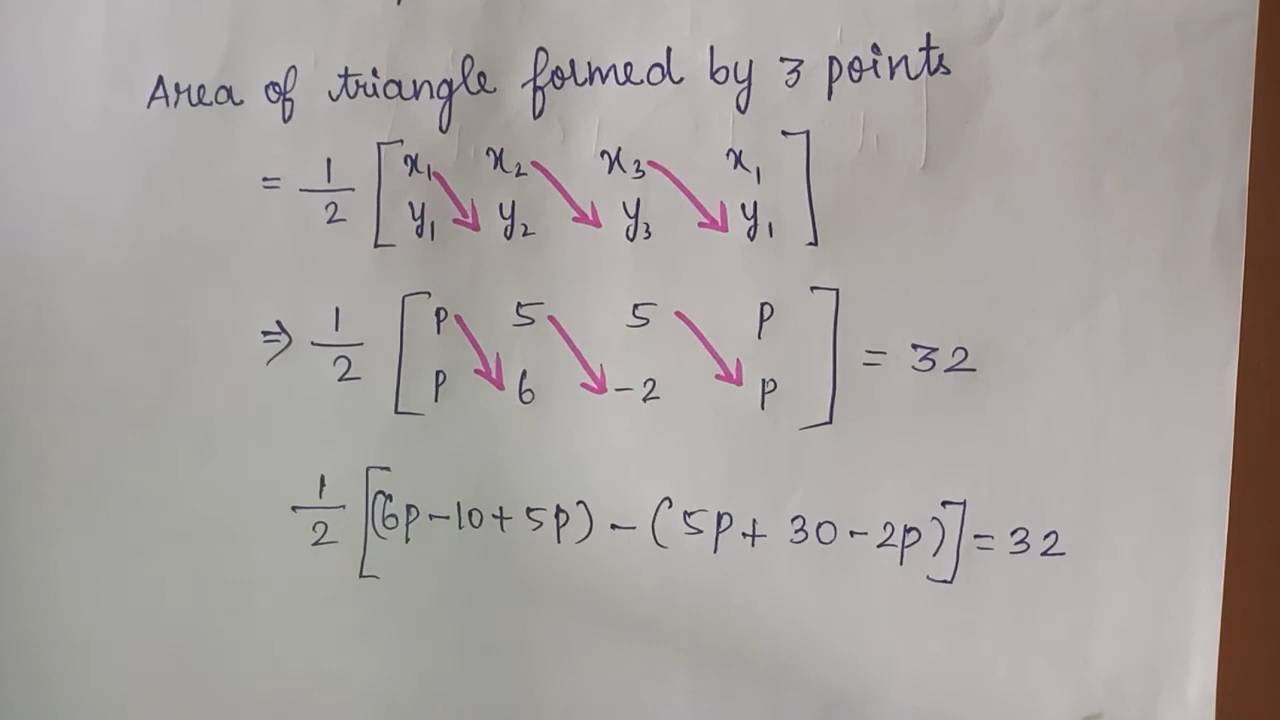 Area of triangle formed by 3 points
= 1/2 [ x₁ x₂ x₃ x₁
y₁ y₂ y₃ y₁ ]
⇒ 1/2 [ p 5 5 p
p 6 -2 p ] = 32
1/2 [(6p-10+5p) - (5p+30-2p)] = 32